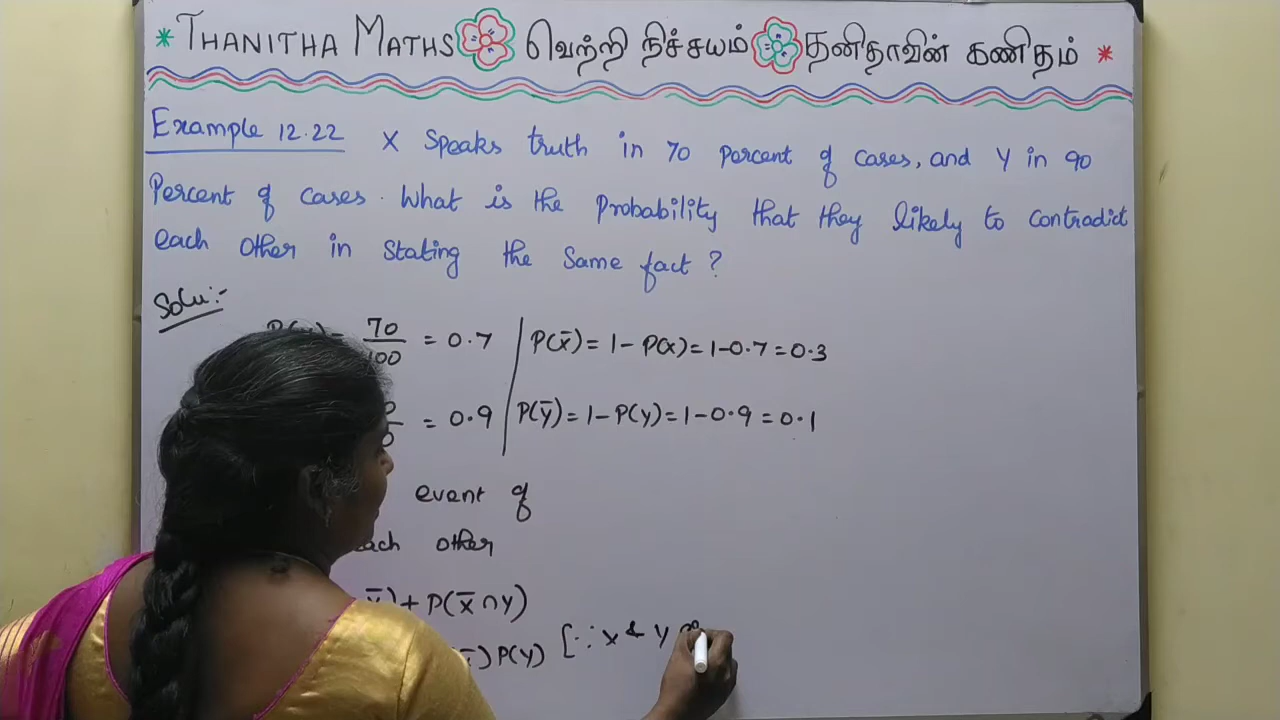 * THANITHA MATHS வெற்றி நிச்சயம் தனிதாவின் கணிதம் *
Example 12.22 X Speaks truth in 70 Percent of cases, and Y in 90
Percent of cases. What is the Probability that they likely to contradict
each other in stating the Same fact?
Solu:-
70/100 = 0.7 | P(x̄) = 1 - P(x) = 1 - 0.7 = 0.3
= 0.9 | P(ȳ) = 1 - P(y) = 1 - 0.9 = 0.1
event of
each other
+ P(x̄ ∩ y)
P(y) [∵ x & y